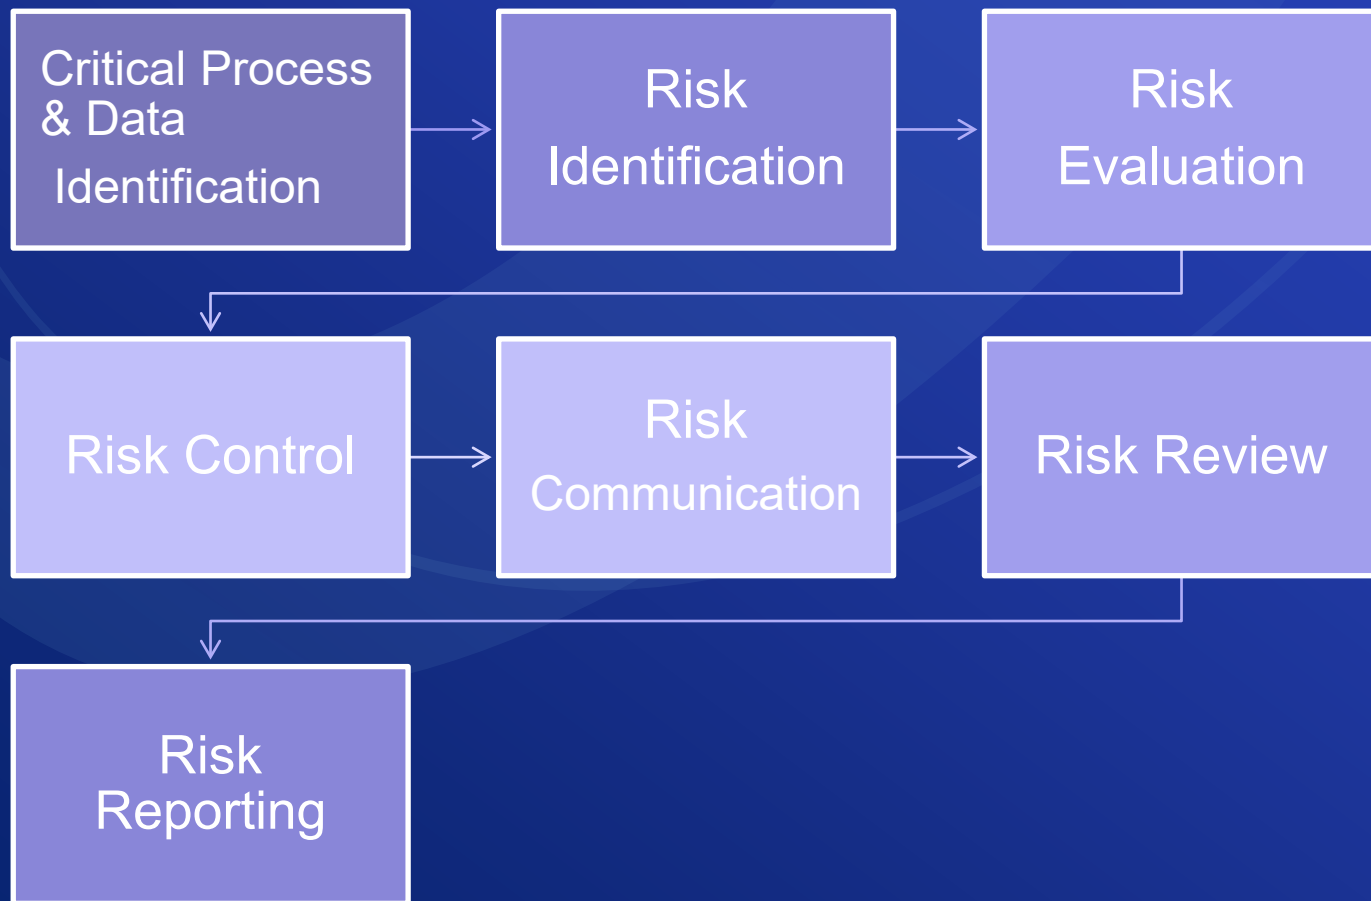 Critical Process
& Data
Identification
Risk
Identification
Risk
Evaluation
Risk Control
Risk
Communication
Risk Review
Risk
Reporting